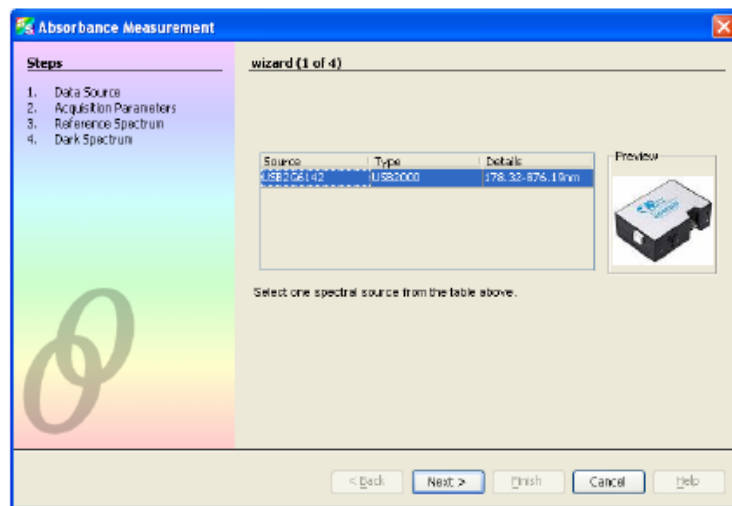 Absorbance Measurement
Steps
1. Data Source
2. Acquisition Parameters
3. Reference Spectrum
4. Dark Spectrum
wizard (1 of 4)
Source Type Details
USB2G6142 USB2000 178.32-876.19nm
Preview
Select one spectral source from the table above.
< Back Next > Finish Cancel Help